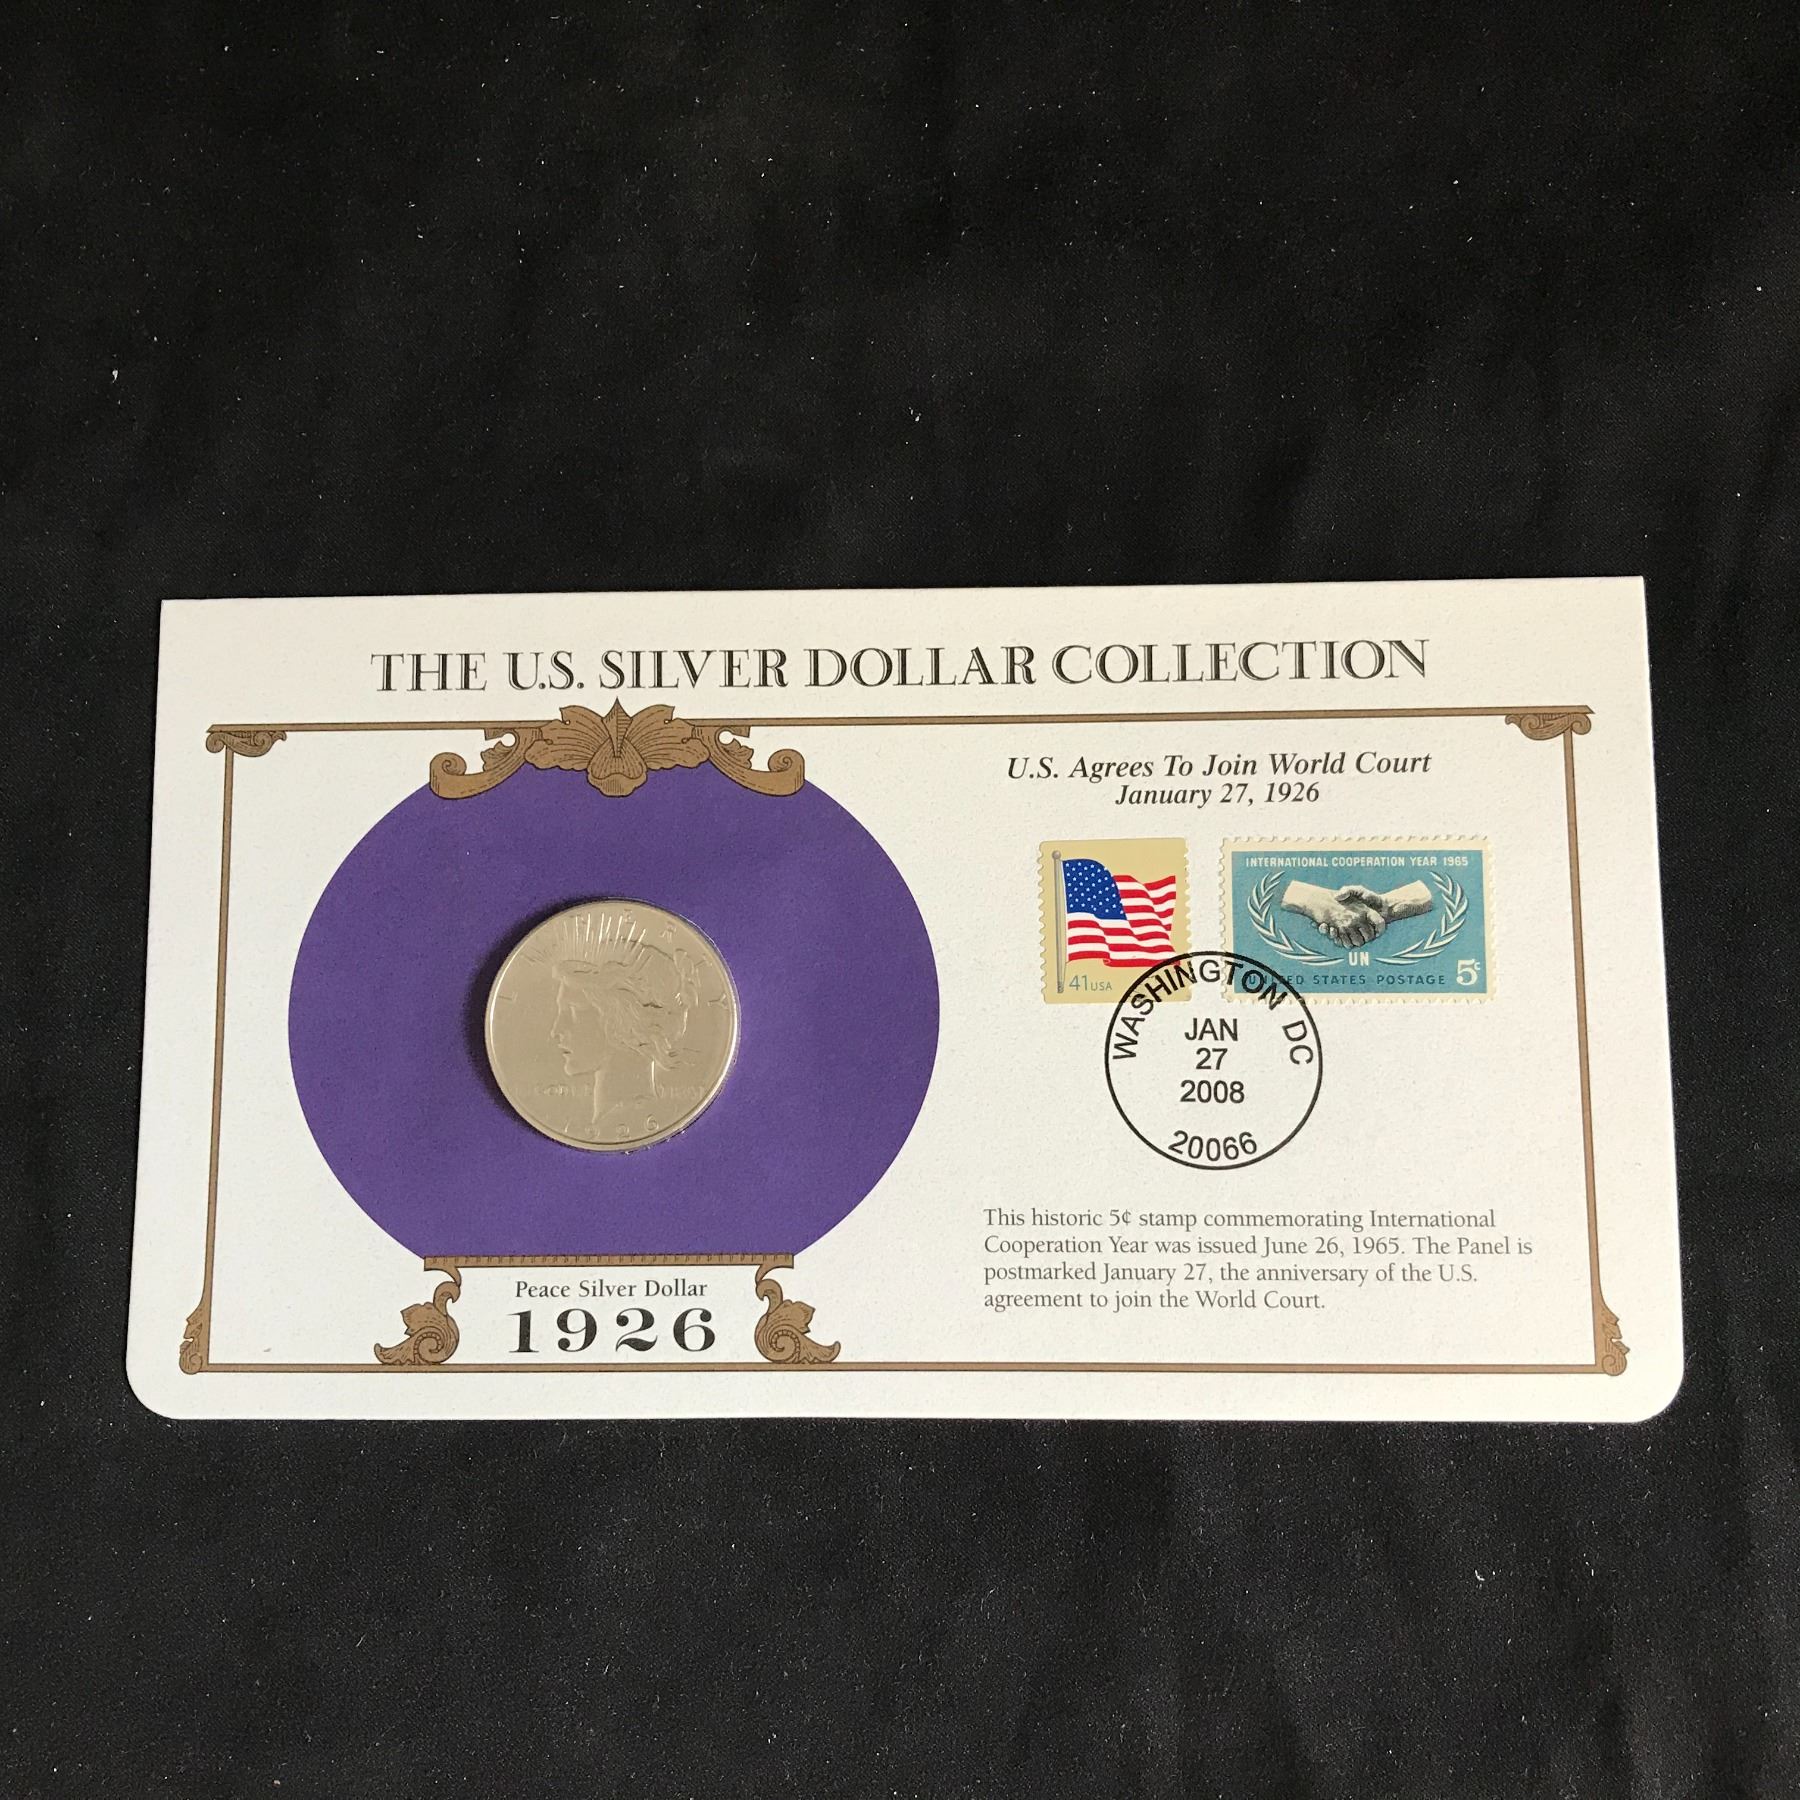 THE U.S. SILVER DOLLAR COLLECTION
U.S. Agrees To Join World Court
January 27, 1926
41 USA
INTERNATIONAL COOPERATION YEAR 1965
UN
UNITED STATES POSTAGE 5c
WASHINGTON DC
JAN
27
2008
20066
LIBERTY
1926
This historic 5¢ stamp commemorating International
Cooperation Year was issued June 26, 1965. The Panel is
postmarked January 27, the anniversary of the U.S.
agreement to join the World Court.
Peace Silver Dollar
1926